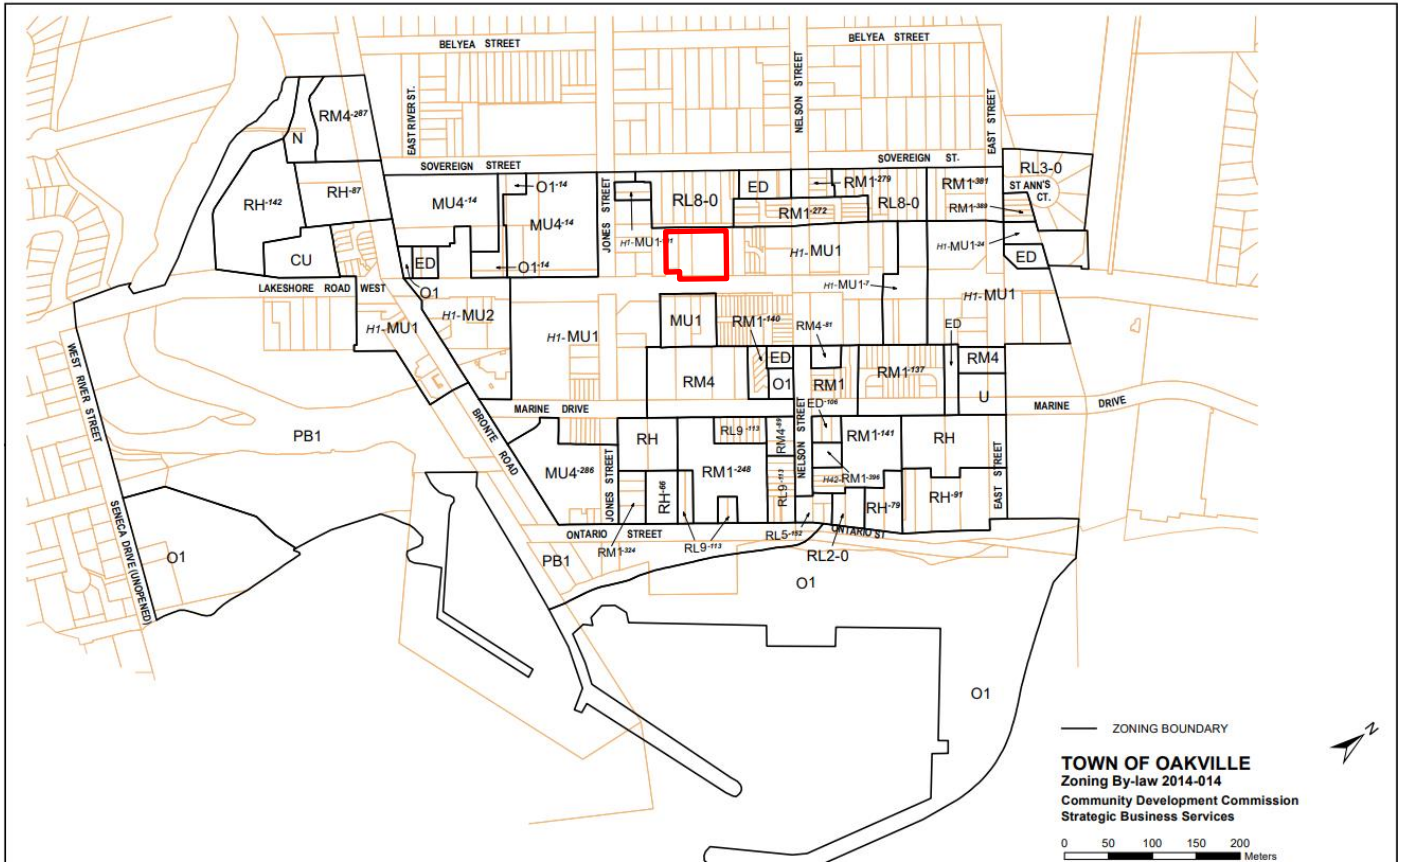 BELYEA STREET
BELYEA STREET
EAST RIVER ST.
NELSON STREET
EAST STREET
RM4-287
N
SOVEREIGN STREET
SOVEREIGN ST.
RL3-0
O1-14
ED
RM1-279
RM1-381
ST ANN'S
CT.
RH-87
RH-142
MU4-14
JONES STREET
RL8-0
RL8-0
RM1-389
RM1-272
MU4-14
H1-MU1
H1-MU1
H1-MU1-24
CU
ED
O1-14
ED
LAKESHORE ROAD WEST
O1
H1-MU1-7
H1-MU1
H1-MU2
H1-MU1
H1-MU1
MU1
RM1-140
RM4-81
ED
WEST RIVER STREET
ED
RM4
RM4
O1
RM1
RM1-137
U
MARINE DRIVE
ED-106
MARINE DRIVE
BRONTE ROAD
PB1
RH
RL9-113
RM4-89
NELSON STREET
RM1-141
RH
MU4-286
JONES STREET
RM1-248
H42-RM1-396
EAST STREET
RH-66
RL9-113
RH-79
RH-91
SENECA DRIVE (UNOPENED)
ONTARIO STREET
RL5-152
ONTARIO ST
O1
PB1
RM1-324
RL9-113
RL2-0
O1
O1
ZONING BOUNDARY
N
TOWN OF OAKVILLE
Zoning By-law 2014-014
Community Development Commission
Strategic Business Services
0 50 100 150 200
Meters